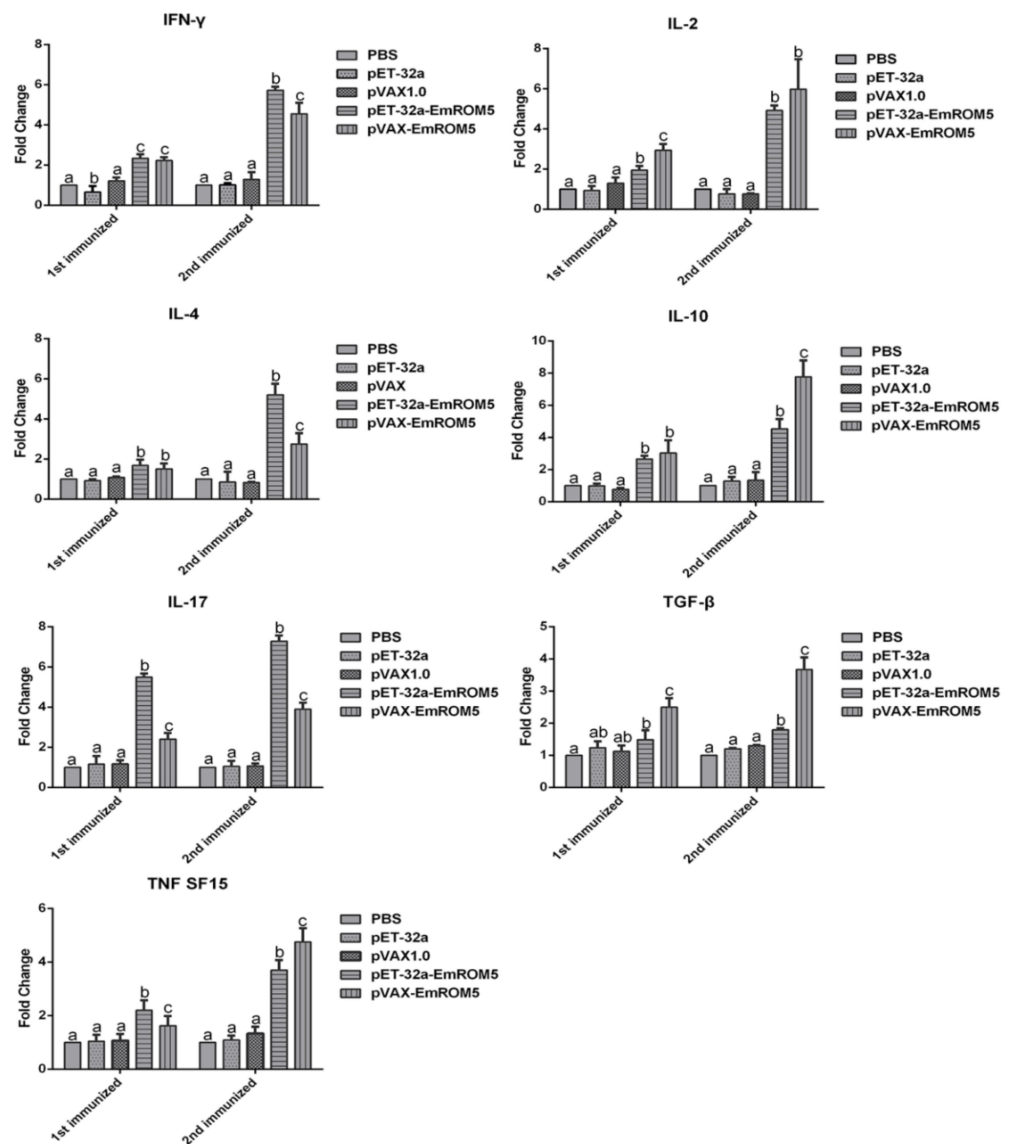 IFN-γ
Fold Change
8
6
4
2
0
a
b
a
c
c
a
a
a
b
c
1st immunized
2nd immunized
PBS
pET-32a
pVAX1.0
pET-32a-EmROM5
pVAX-EmROM5
IL-2
Fold Change
8
6
4
2
0
a
a
a
b
c
a
a
a
b
b
1st immunized
2nd immunized
PBS
pET-32a
pVAX1.0
pET-32a-EmROM5
pVAX-EmROM5
IL-4
Fold Change
8
6
4
2
0
a
a
a
b
b
a
a
a
b
c
1st immunized
2nd immunized
PBS
pET-32a
pVAX
pET-32a-EmROM5
pVAX-EmROM5
IL-10
Fold Change
10
8
6
4
2
0
a
a
a
b
b
a
a
a
b
c
1st immunized
2nd immunized
PBS
pET-32a
pVAX1.0
pET-32a-EmROM5
pVAX-EmROM5
IL-17
Fold Change
8
6
4
2
0
a
a
a
b
c
a
a
a
b
c
1st immunized
2nd immunized
PBS
pET-32a
pVAX1.0
pET-32a-EmROM5
pVAX-EmROM5
TGF-β
Fold Change
5
4
3
2
1
0
a
ab
ab
b
c
a
a
a
b
c
1st immunized
2nd immunized
PBS
pET-32a
pVAX1.0
pET-32a-EmROM5
pVAX-EmROM5
TNF SF15
Fold Change
6
4
2
0
a
a
a
b
c
a
a
a
b
c
1st immunized
2nd immunized
PBS
pET-32a
pVAX1.0
pET-32a-EmROM5
pVAX-EmROM5